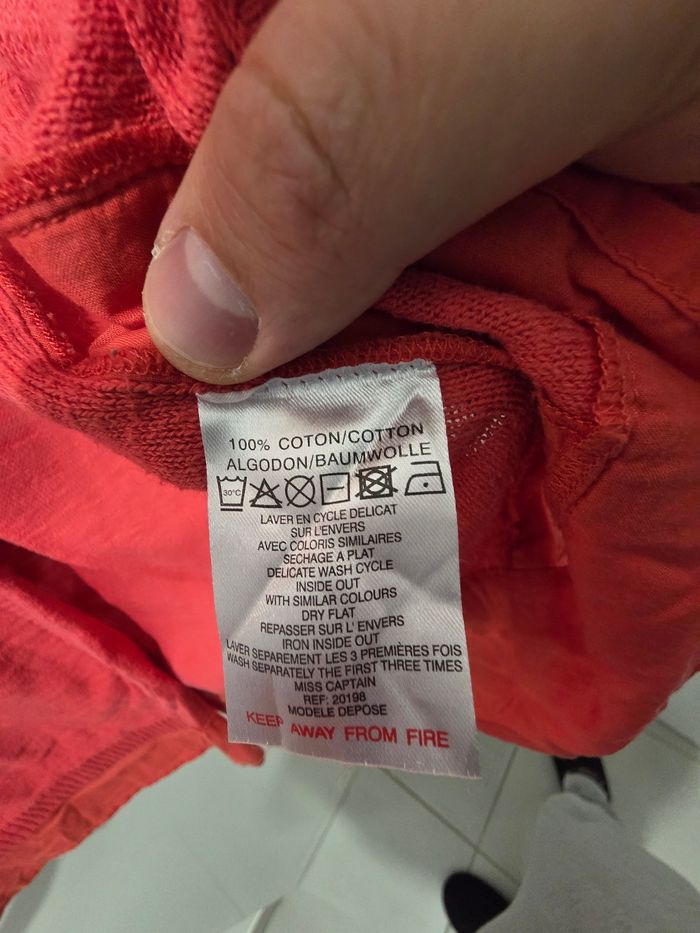 100% COTON/COTTON
ALGODON/BAUMWOLLE
30°C
LAVER EN CYCLE DELICAT
SUR L'ENVERS
AVEC COLORIS SIMILAIRES
SECHAGE A PLAT
DELICATE WASH CYCLE
INSIDE OUT
WITH SIMILAR COLOURS
DRY FLAT
REPASSER SUR L' ENVERS
IRON INSIDE OUT
LAVER SEPAREMENT LES 3 PREMIÈRES FOIS
WASH SEPARATELY THE FIRST THREE TIMES
MISS CAPTAIN
REF: 20198
MODELE DEPOSE
KEEP AWAY FROM FIRE